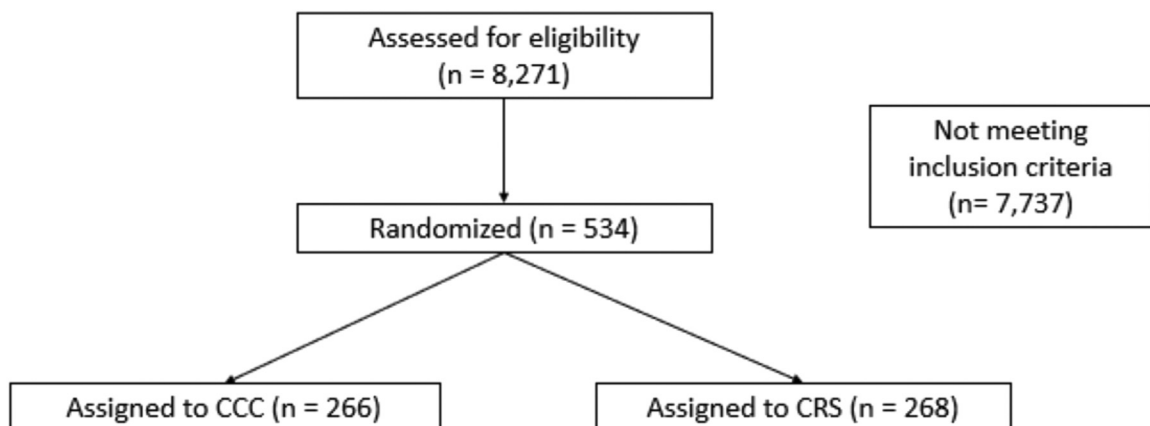 Assessed for eligibility
(n = 8,271)
Not meeting
inclusion criteria
(n= 7,737)
Randomized (n = 534)
Assigned to CCC (n = 266)
Assigned to CRS (n = 268)